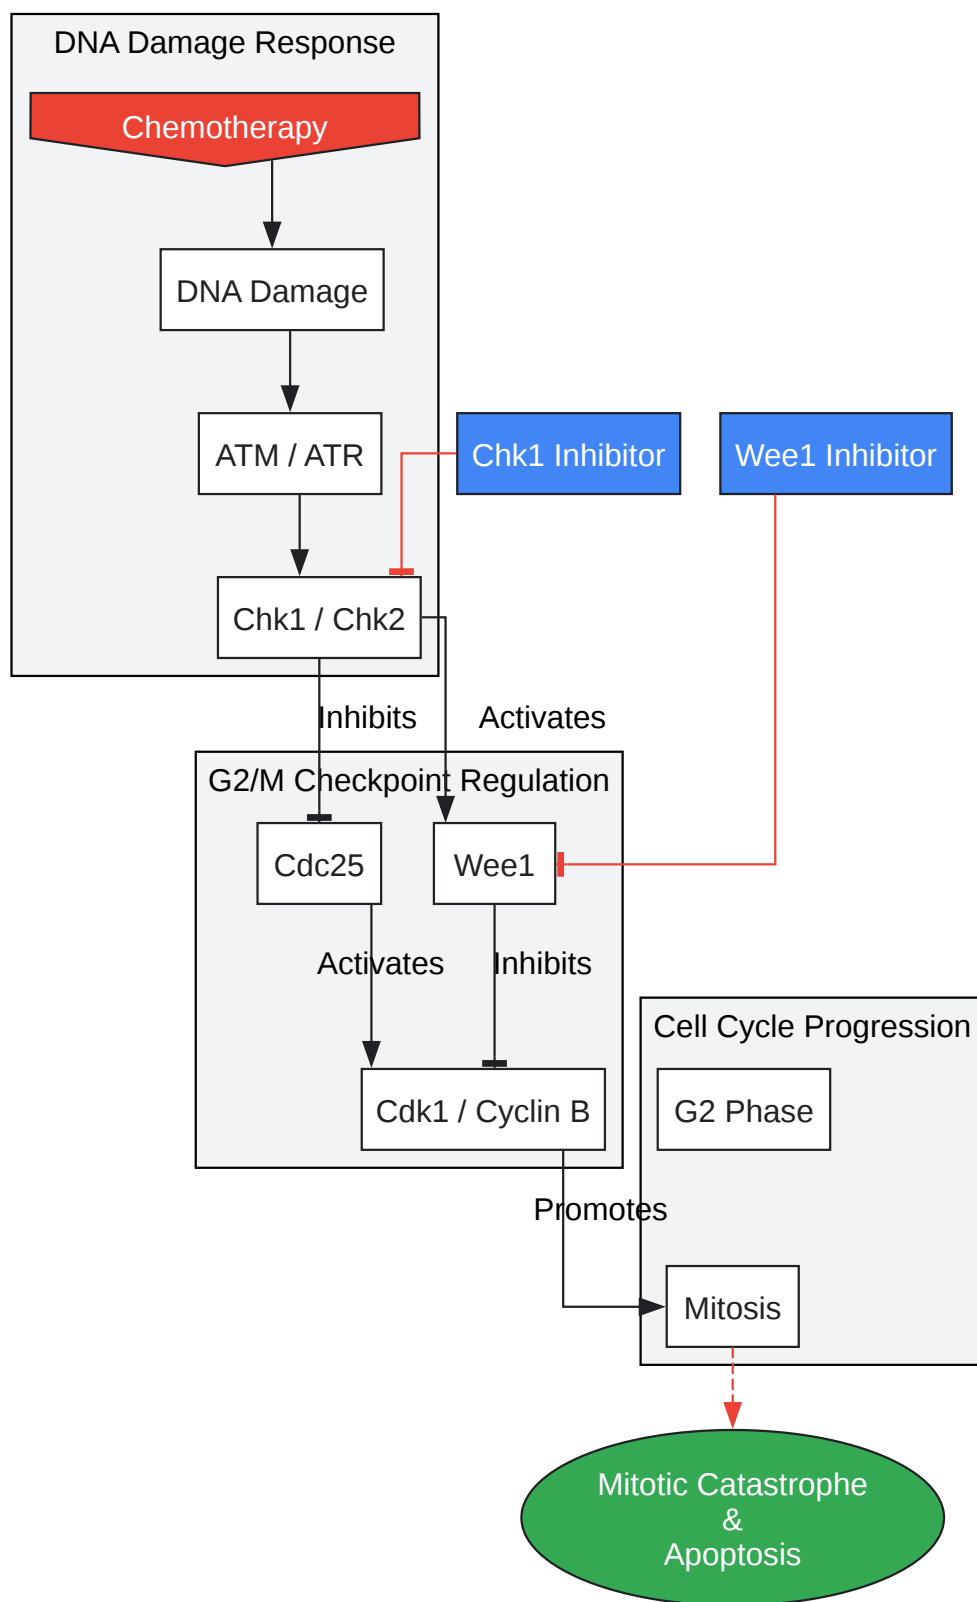 DNA Damage Response
Chemotherapy
DNA Damage
ATM / ATR
Chk1 Inhibitor
Wee1 Inhibitor
Chk1 / Chk2
Inhibits
Activates
G2/M Checkpoint Regulation
Cdc25
Wee1
Activates
Inhibits
Cell Cycle Progression
Cdk1 / Cyclin B
G2 Phase
Promotes
Mitosis
Mitotic Catastrophe
&
Apoptosis